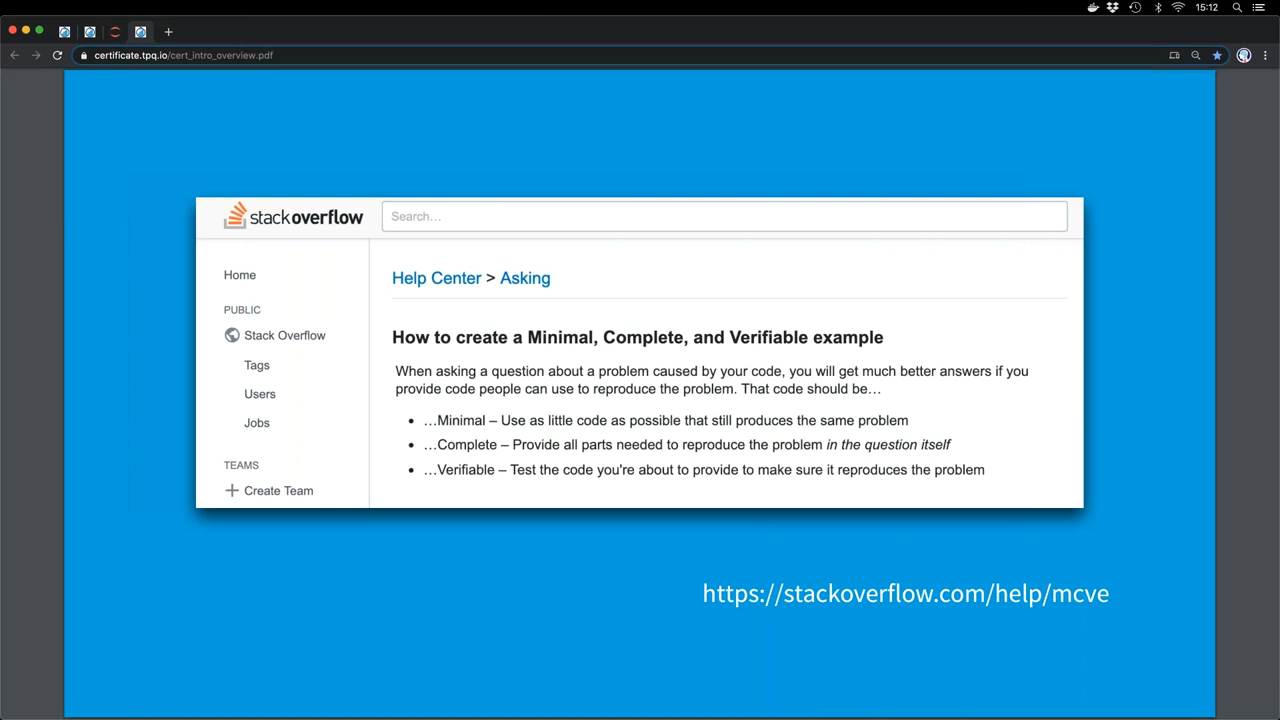 15:12
certificate.tpq.io/cert_intro_overview.pdf
stackoverflow
Search…
Home
PUBLIC
Stack Overflow
Tags
Users
Jobs
TEAMS
Create Team
Help Center > Asking
How to create a Minimal, Complete, and Verifiable example
When asking a question about a problem caused by your code, you will get much better answers if you
provide code people can use to reproduce the problem. That code should be…
• …Minimal – Use as little code as possible that still produces the same problem
• …Complete – Provide all parts needed to reproduce the problem in the question itself
• …Verifiable – Test the code you're about to provide to make sure it reproduces the problem
https://stackoverflow.com/help/mcve